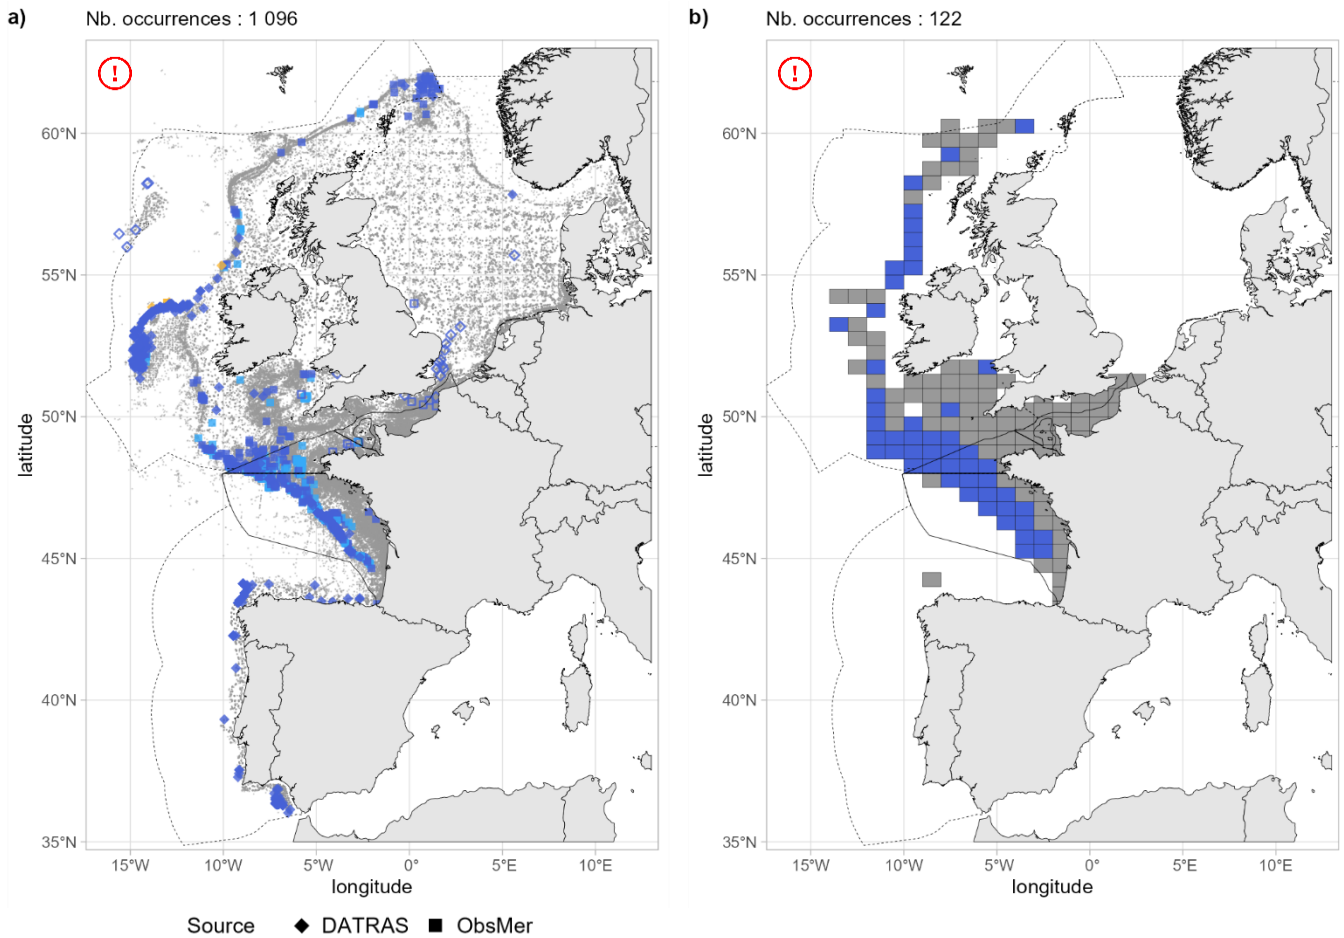 a)
Nb. occurrences : 1 096
b)
Nb. occurrences : 122
!
!
60°N
55°N
50°N
45°N
40°N
35°N
latitude
15°W
10°W
5°W
0°
5°E
10°E
longitude
60°N
55°N
50°N
45°N
40°N
35°N
latitude
15°W
10°W
5°W
0°
5°E
10°E
longitude
Source
DATRAS
ObsMer